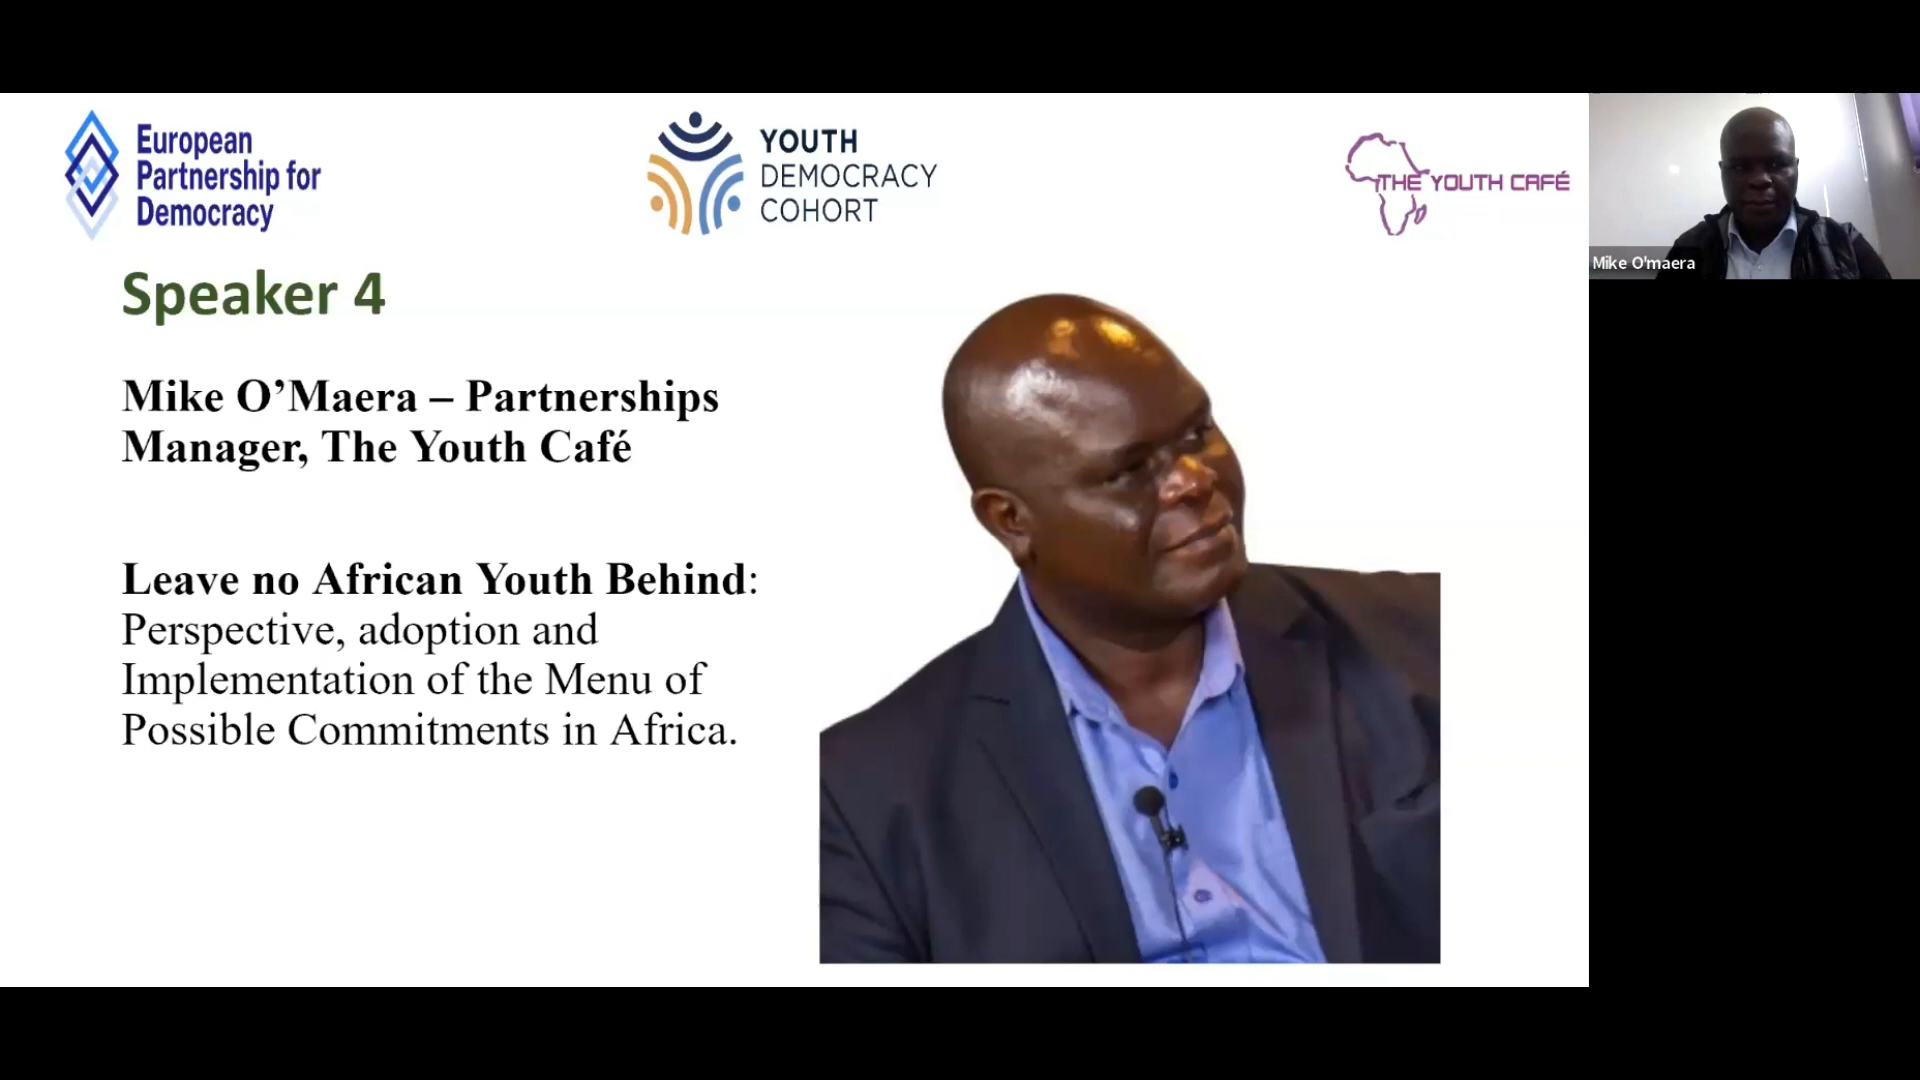 European
Partnership for
Democracy
YOUTH
DEMOCRACY
COHORT
THE YOUTH CAFÉ
Mike O'maera
Speaker 4
Mike O’Maera – Partnerships
Manager, The Youth Café
Leave no African Youth Behind:
Perspective, adoption and
Implementation of the Menu of
Possible Commitments in Africa.